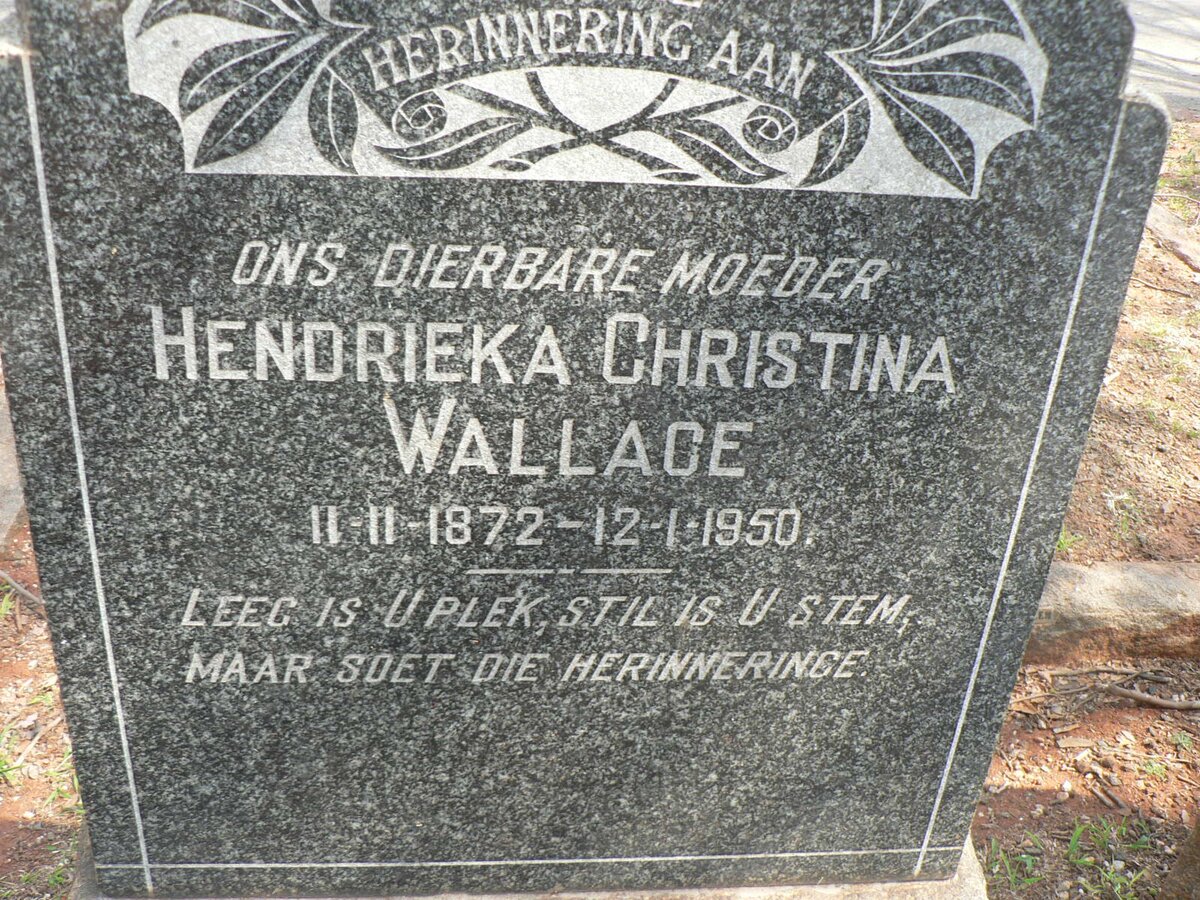 HERINNERING AAN
ONS DIERBARE MOEDER
HENDRIEKA CHRISTINA
WALLACE
11-11-1872-12-1-1950.
LEEG IS U PLEK, STIL IS U STEM,
MAAR SOET DIE HERINNERINGE.